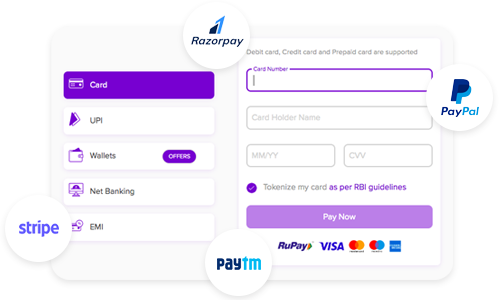 Razorpay
Debit card, Credit card and Prepaid card are supported
Card Number
Card
Card Holder Name
PayPal
UPI
Wallets
OFFERS
MM/YY
CVV
Net Banking
Tokenize my card as per RBI guidelines
stripe
EMI
Pay Now
RuPay
VISA
paytm